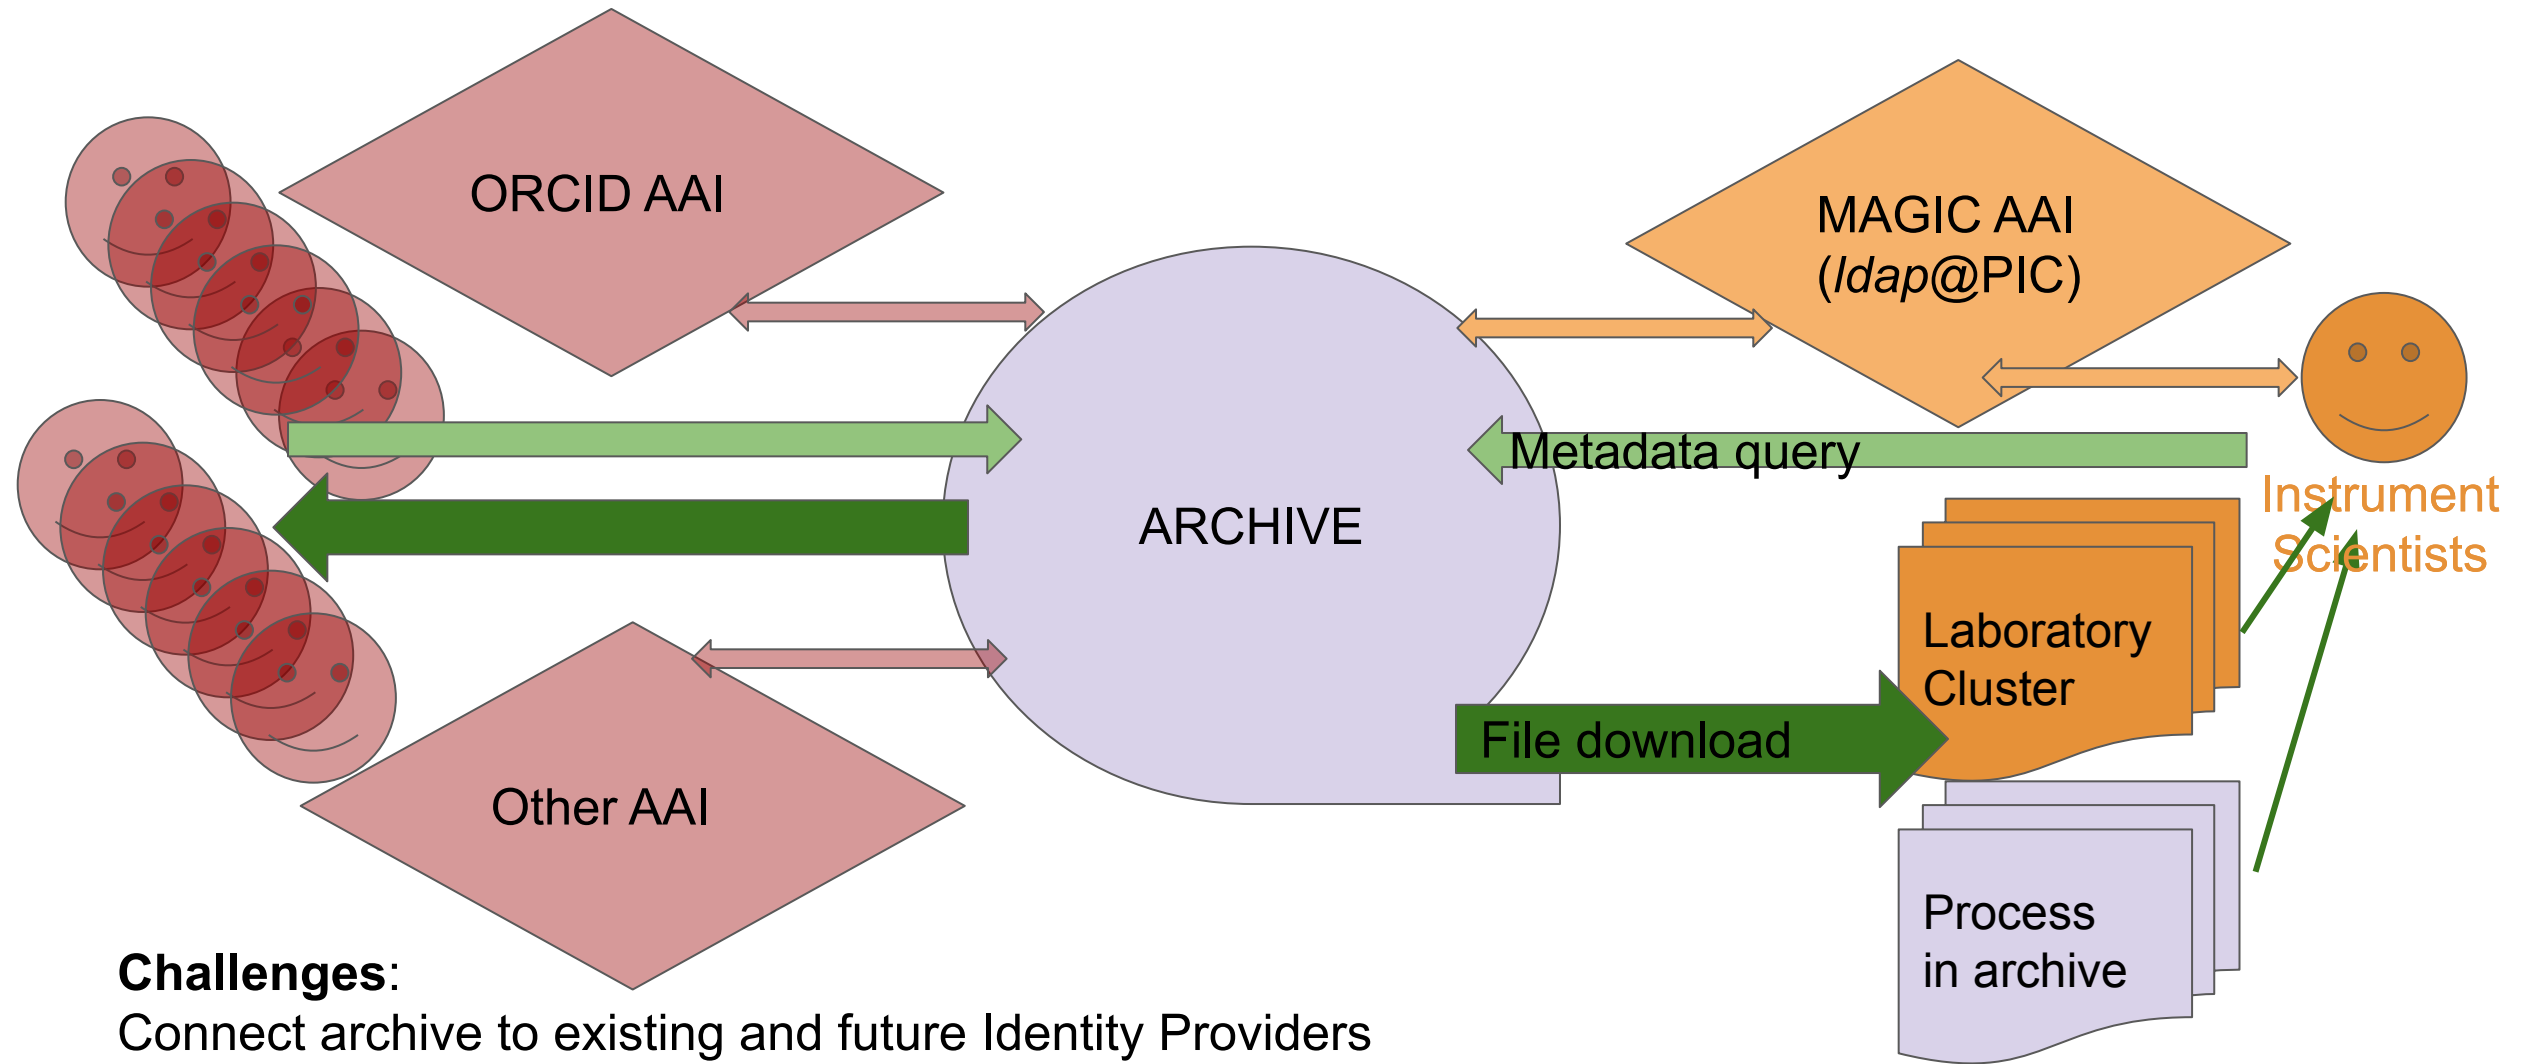 ORCID AAI
MAGIC AAI
(ldap@PIC)
Metadata query
Instrument
Scientists
ARCHIVE
Laboratory
Cluster
File download
Other AAI
Process
in archive
Challenges:
Connect archive to existing and future Identity Providers